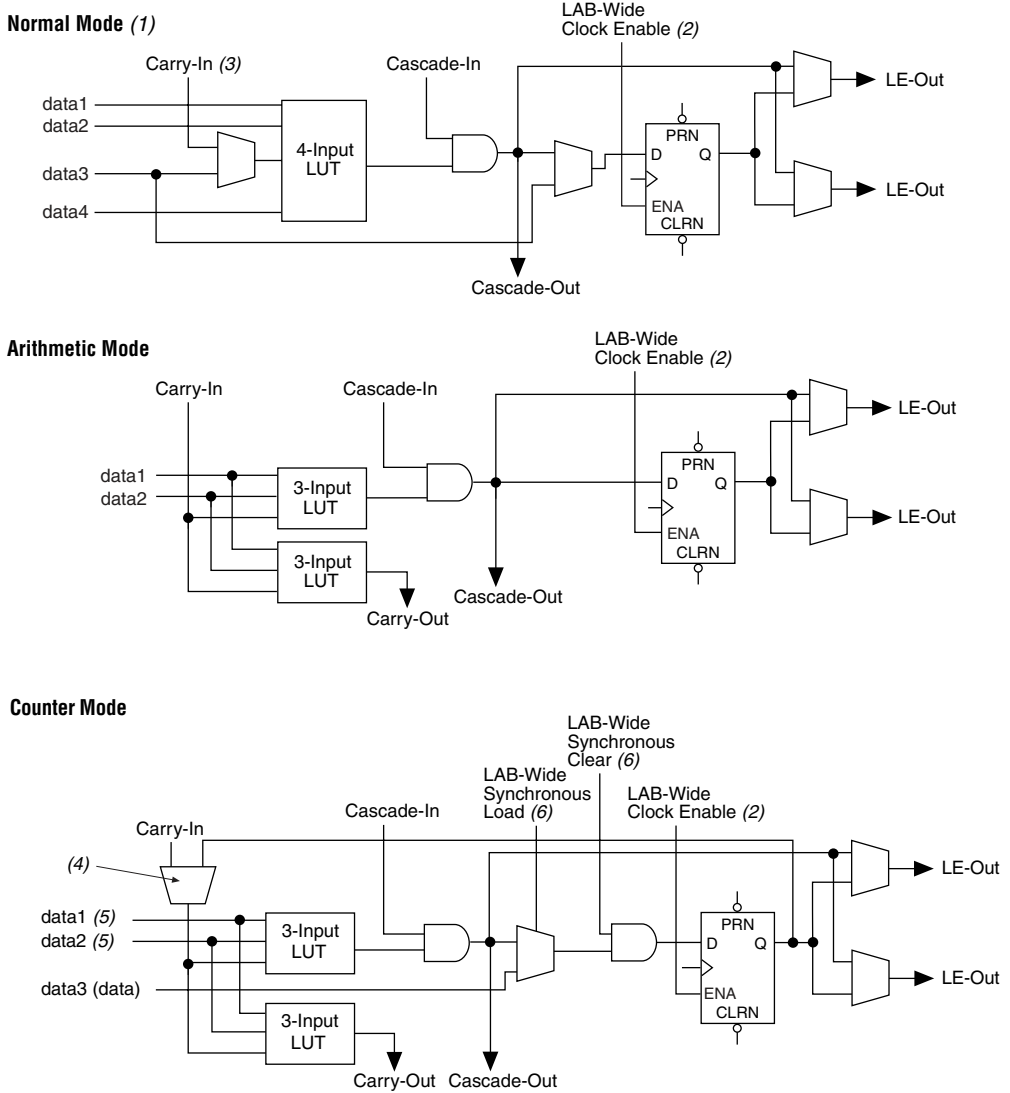 Normal Mode (1)
LAB-Wide
Clock Enable (2)
Carry-In (3)
Cascade-In
data1
data2
data3
data4
4-Input
LUT
PRN
D
Q
ENA
CLRN
LE-Out
LE-Out
Cascade-Out
Arithmetic Mode
LAB-Wide
Clock Enable (2)
Carry-In
Cascade-In
data1
data2
3-Input
LUT
3-Input
LUT
PRN
D
Q
ENA
CLRN
LE-Out
LE-Out
Cascade-Out
Carry-Out
Counter Mode
LAB-Wide
Synchronous
Clear (6)
LAB-Wide
Synchronous
Load (6)
LAB-Wide
Clock Enable (2)
Cascade-In
Carry-In
(4)
data1 (5)
data2 (5)
data3 (data)
3-Input
LUT
3-Input
LUT
PRN
D
Q
ENA
CLRN
LE-Out
LE-Out
Carry-Out
Cascade-Out